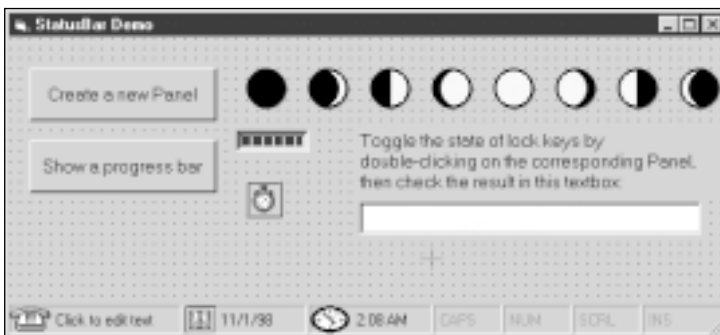 StatusBar Demo
Create a new Panel
Show a progress bar
Toggle the state of lock keys by
double-clicking on the corresponding Panel,
then check the result in this textbox:
Click to edit text 11/1/98 2:08 AM CAPS NUM SCRL INS